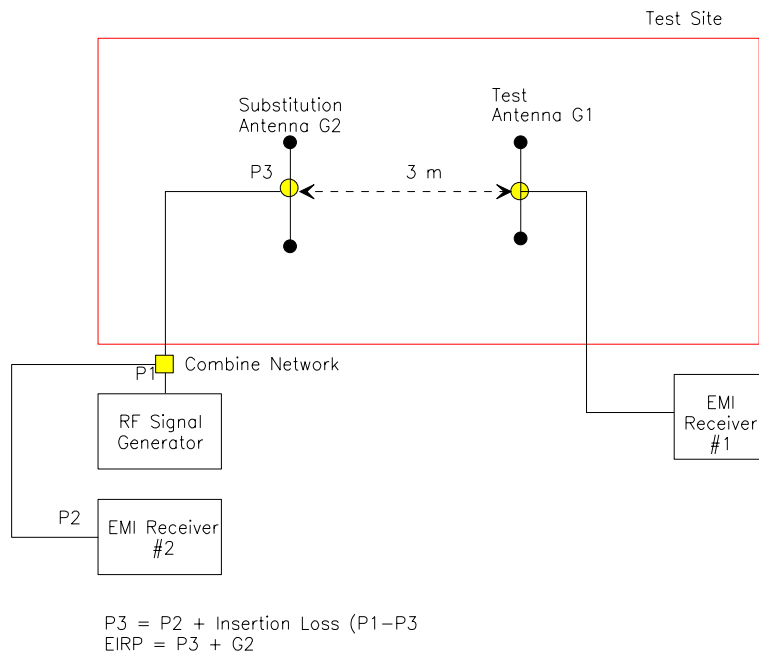 Test Site
Substitution
Antenna G2
Test
Antenna G1
P3
3 m
P1
Combine Network
RF Signal
Generator
EMI
Receiver
#1
P2
EMI Receiver
#2
P3 = P2 + Insertion Loss (P1-P3
EIRP = P3 + G2